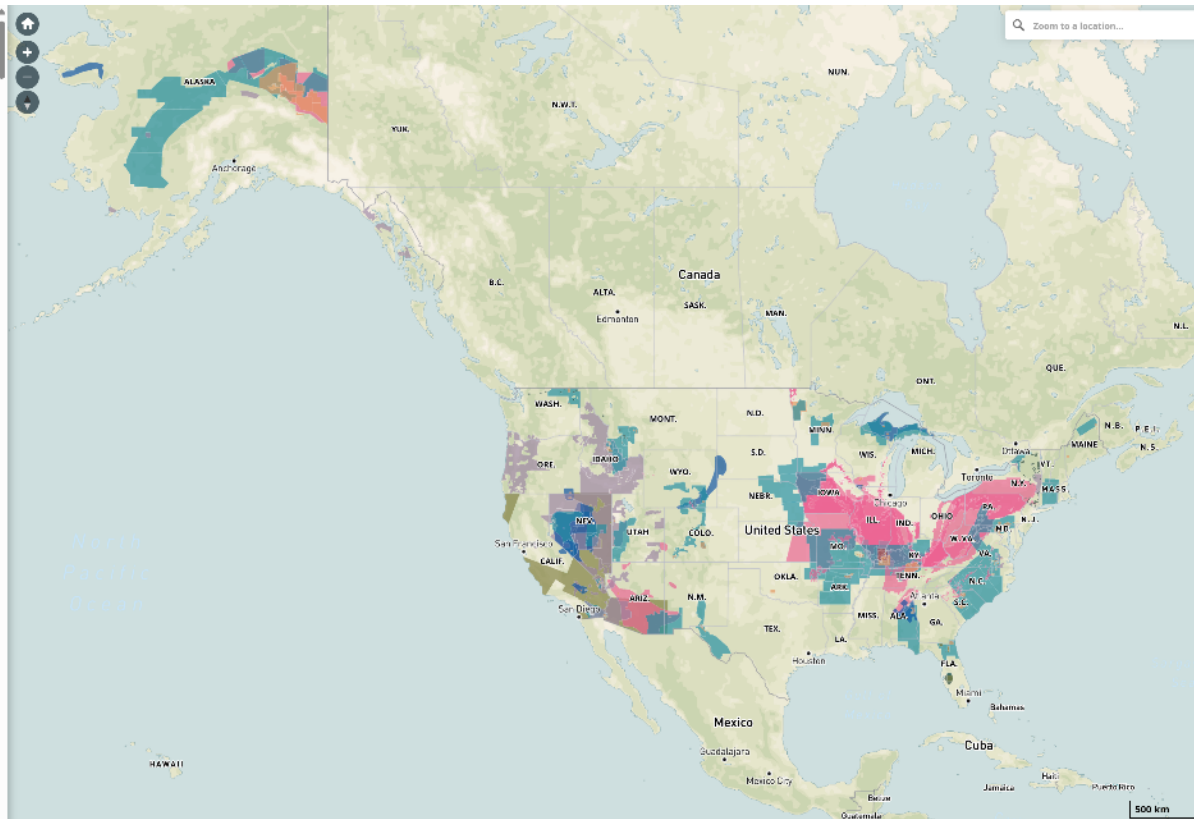 Zoom to a location...
NUN.
ALASKA
N.W.T.
YUK.
Anchorage
Canada
B.C.
ALTA.
SASK.
MAN.
Edmonton
N.L.
QUE.
ONT.
WASH.
MONT.
N.D.
MINN.
N.B.
P.E.I.
MAINE
N.S.
Ottawa
ORE.
IDAHO
S.D.
WIS.
MICH.
VT.
WYO.
Toronto
N.Y.
MASS.
NEBR.
IOWA
Chicago
PA.
NEV.
ILL.
IND.
OHIO
N.J.
UTAH
COLO.
United States
MD.
San Francisco
MO.
KY.
W.VA.
VA.
CALIF.
OKLA.
TENN.
N.C.
ARK.
ARIZ.
N.M.
Atlanta
S.C.
San Diego
MISS.
ALA.
GA.
TEX.
LA.
Houston
FLA.
Miami
Bahamas
Mexico
Cuba
Guadalajara
HAWAII
Mexico City
Haiti
Jamaica
Puerto Rico
Belize
500 km
Guatemala